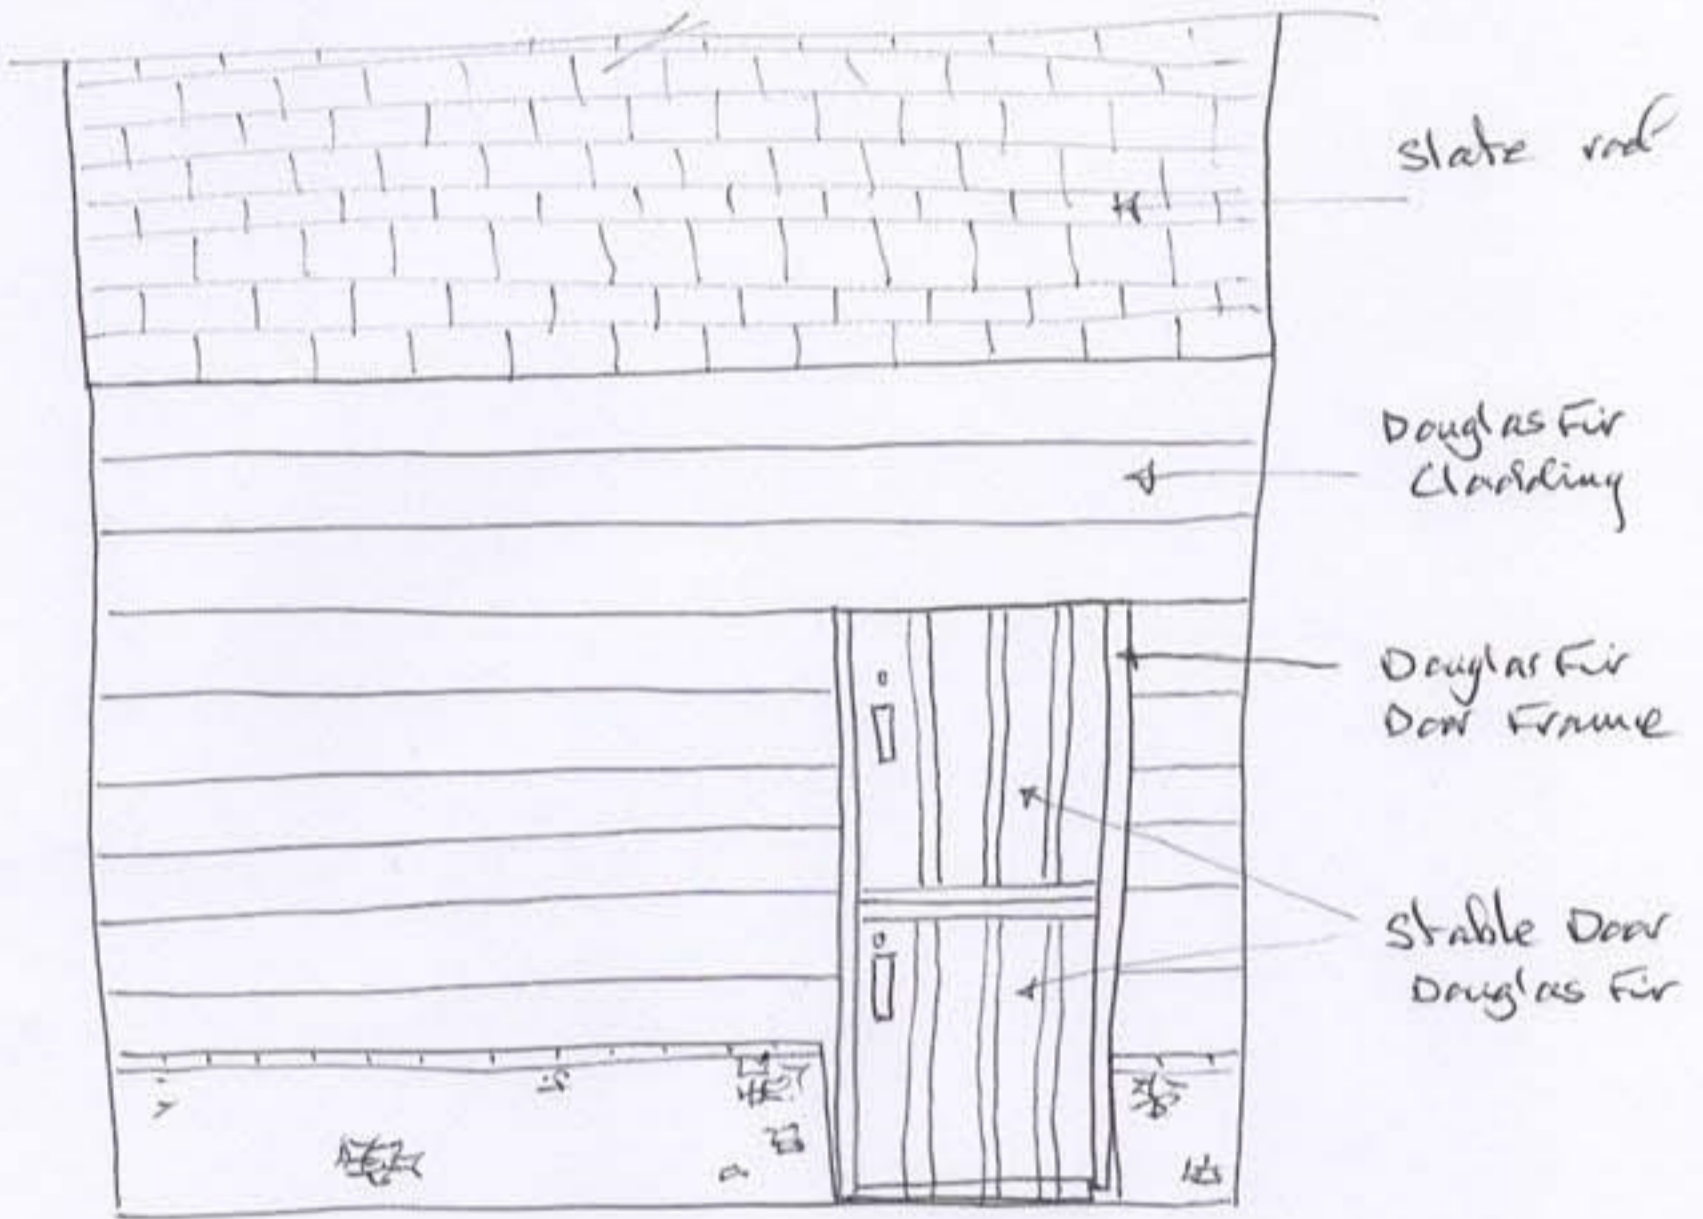 Slate roof
Douglas Fir
Cladding
Douglas Fir
Door Frame
Stable Door
Douglas Fir